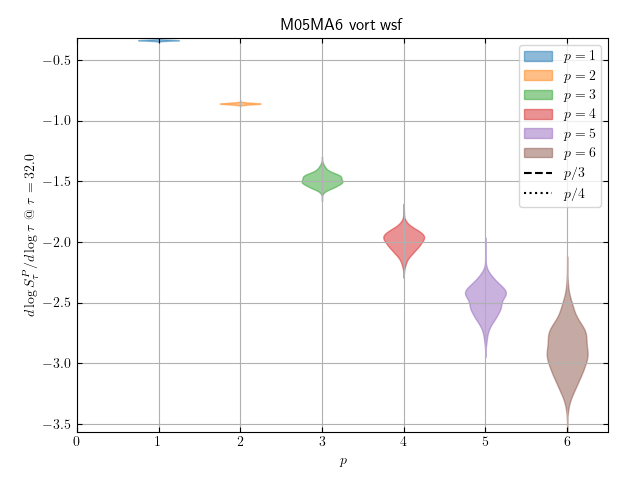 M05MA6 vort wsf
d log S_τ^P / d log τ @ τ = 32.0
−0.5
−1.0
−1.5
−2.0
−2.5
−3.0
−3.5
p = 1
p = 2
p = 3
p = 4
p = 5
p = 6
p/3
p/4
0 1 2 3 4 5 6
p